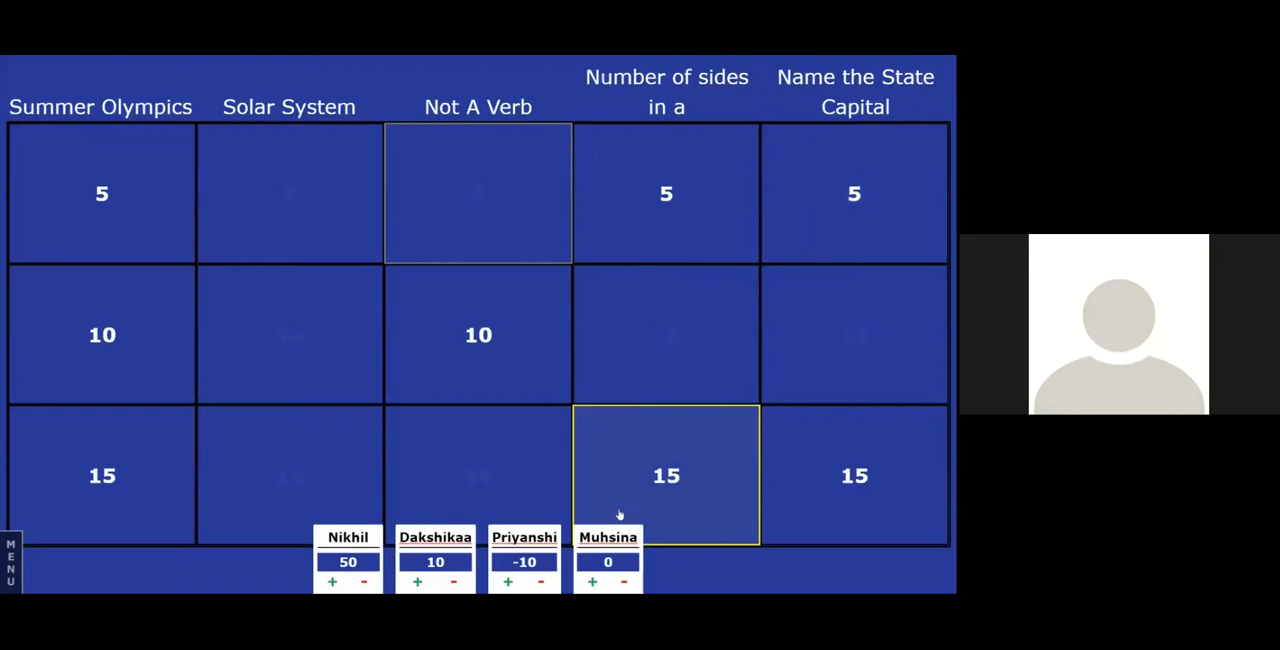 Summer Olympics
Solar System
Not A Verb
Number of sides
in a
Name the State
Capital
5
5
5
10
10
15
15
15
MENU
Nikhil
Dakshikaa
Priyanshi
Muhsina
50
10
-10
0
+ -
+ -
+ -
+ -